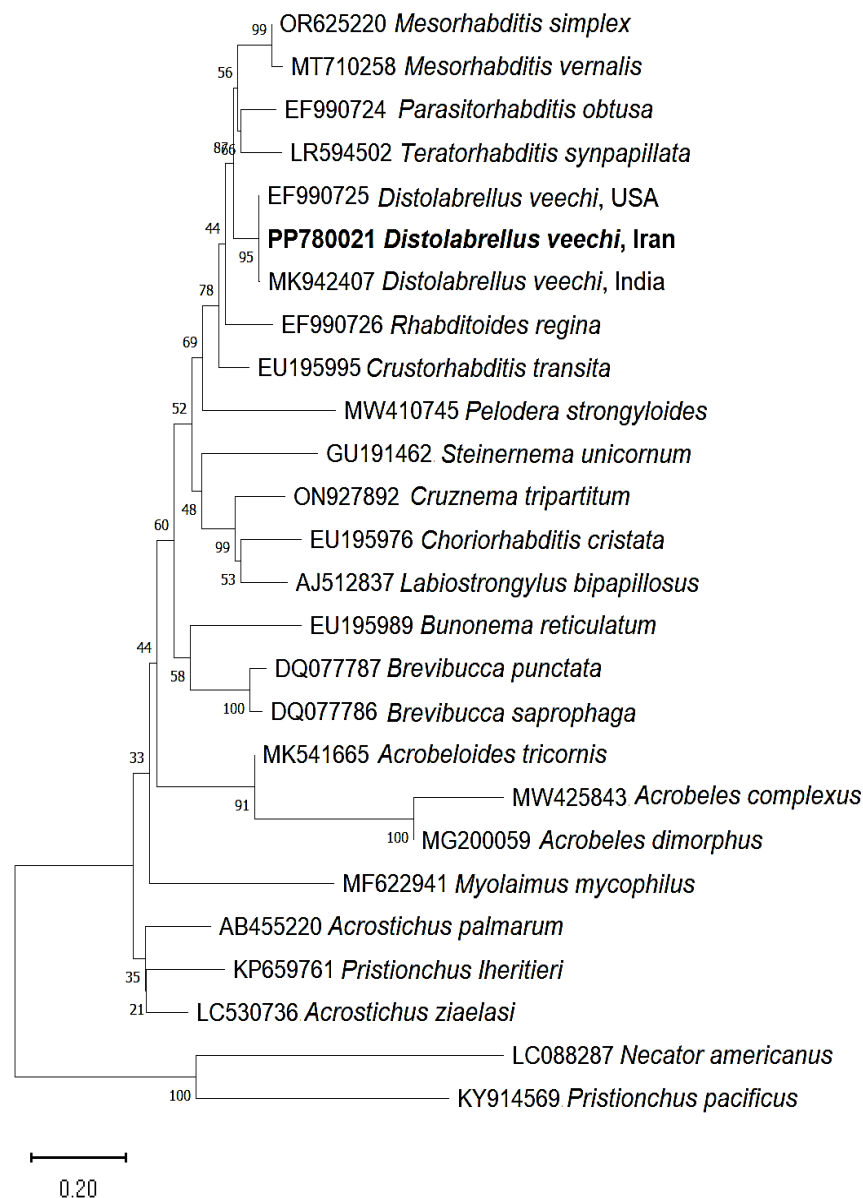 99
OR625220 Mesorhabditis simplex
MT710258 Mesorhabditis vernalis
56
EF990724 Parasitorhabditis obtusa
87
66
LR594502 Teratorhabditis synpapillata
EF990725 Distolabrellus veechi, USA
44
PP780021 Distolabrellus veechi, Iran
95
MK942407 Distolabrellus veechi, India
78
EF990726 Rhabditoides regina
69
EU195995 Crustorhabditis transita
52
MW410745 Pelodera strongyloides
GU191462 Steinernema unicornum
48
ON927892 Cruznema tripartitum
60
99
EU195976 Choriorhabditis cristata
53
AJ512837 Labiostrongylus bipapillosus
44
EU195989 Bunonema reticulatum
58
DQ077787 Brevibucca punctata
100
DQ077786 Brevibucca saprophaga
33
MK541665 Acrobeloides tricornis
91
MW425843 Acrobeles complexus
100
MG200059 Acrobeles dimorphus
MF622941 Myolaimus mycophilus
AB455220 Acrostichus palmarum
35
KP659761 Pristionchus lheritieri
21
LC530736 Acrostichus ziaelasi
LC088287 Necator americanus
100
KY914569 Pristionchus pacificus
0.20